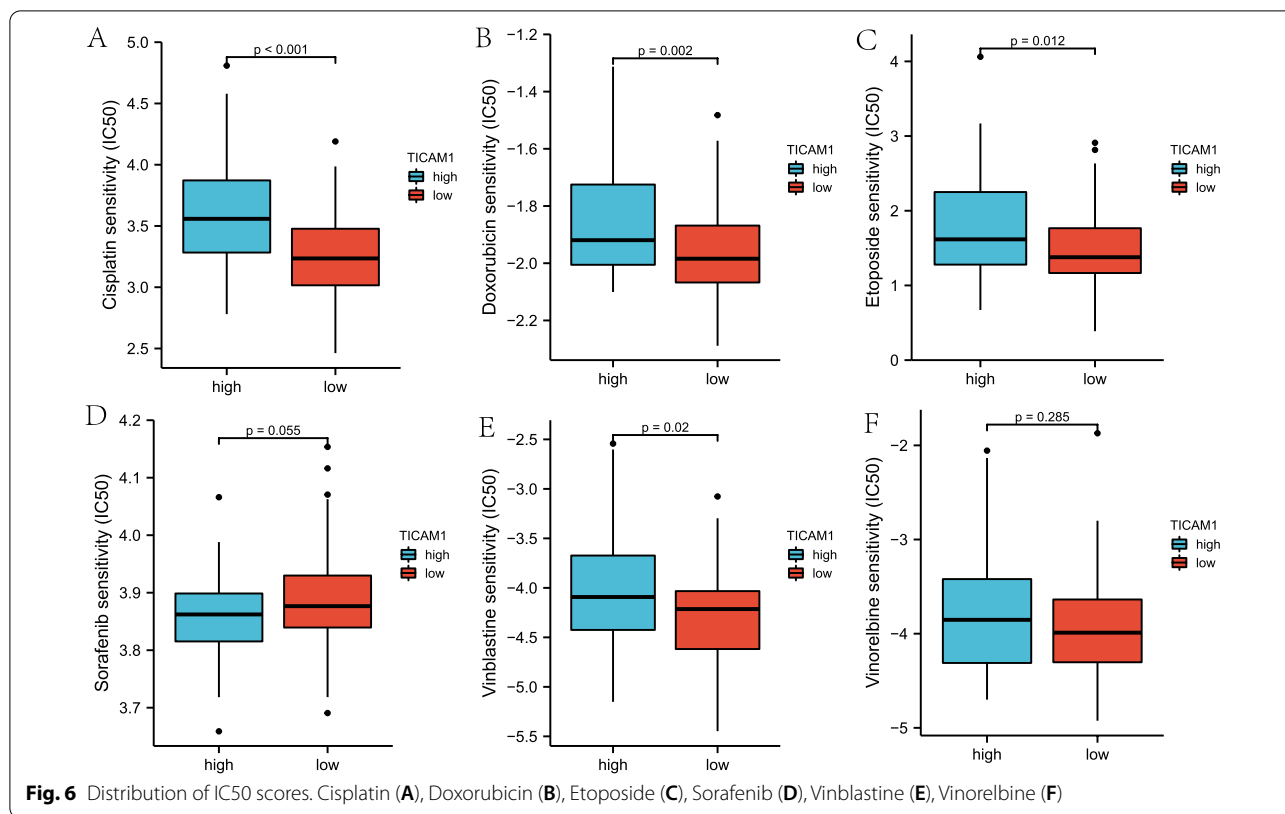 A
Cisplatin sensitivity (IC50)
5.0
4.5
4.0
3.5
3.0
2.5
p < 0.001
high
low
TICAM1
high
low
B
Doxorubicin sensitivity (IC50)
−1.2
−1.4
−1.6
−1.8
−2.0
−2.2
p = 0.002
high
low
TICAM1
high
low
C
Etoposide sensitivity (IC50)
4
3
2
1
0
p = 0.012
high
low
TICAM1
high
low
D
Sorafenib sensitivity (IC50)
4.2
4.1
4.0
3.9
3.8
3.7
p = 0.055
high
low
TICAM1
high
low
E
Vinblastine sensitivity (IC50)
−2.5
−3.0
−3.5
−4.0
−4.5
−5.0
−5.5
p = 0.02
high
low
TICAM1
high
low
F
Vinorelbine sensitivity (IC50)
−2
−3
−4
−5
p = 0.285
high
low
TICAM1
high
low
Fig. 6 Distribution of IC50 scores. Cisplatin (A), Doxorubicin (B), Etoposide (C), Sorafenib (D), Vinblastine (E), Vinorelbine (F)